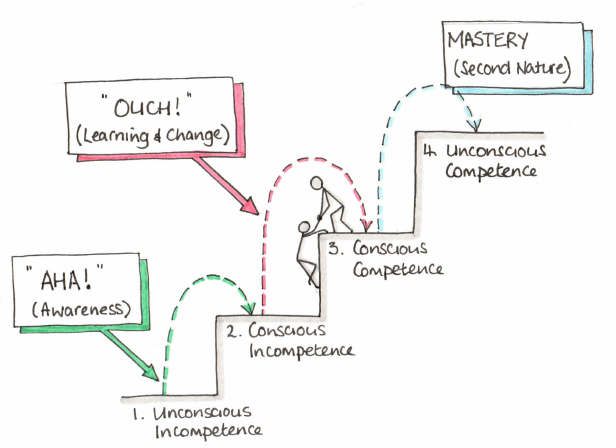 MASTERY
(Second Nature)
"OUCH!"
(Learning & Change)
4. Unconscious
Competence
3. Conscious
Competence
"AHA!"
(Awareness)
2. Conscious
Incompetence
1. Unconscious
Incompetence